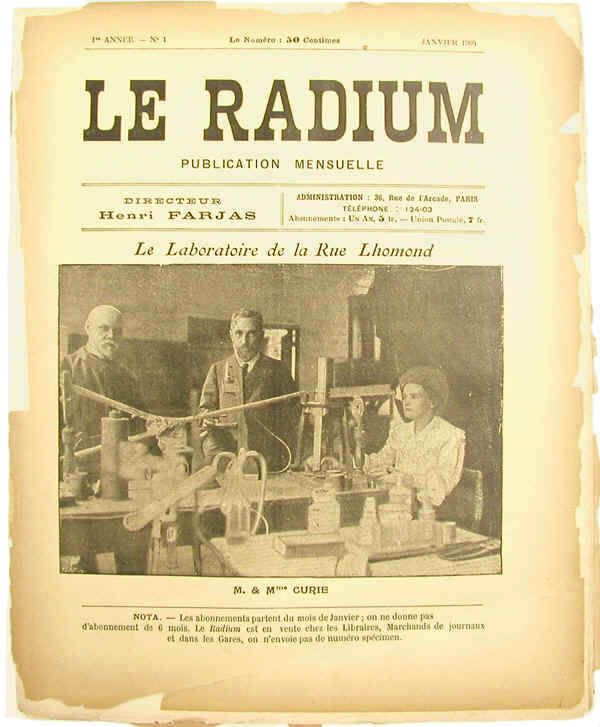 1re ANNÉE — No 1 Le Numéro : 50 Centimes JANVIER 1904
LE RADIUM
PUBLICATION MENSUELLE
DIRECTEUR
Henri FARJAS
ADMINISTRATION : 36, Rue de l'Arcade, PARIS
TÉLÉPHONE : 124-03
Abonnements : UN AN, 5 fr. — Union Postale, 7 fr.
Le Laboratoire de la Rue Lhomond
M. & Mme CURIE
NOTA. — Les abonnements partent du mois de Janvier ; on ne donne pas
d'abonnement de 6 mois. Le Radium est en vente chez les Libraires, Marchands de journaux
et dans les Gares, on n'envoie pas de numéro spécimen.